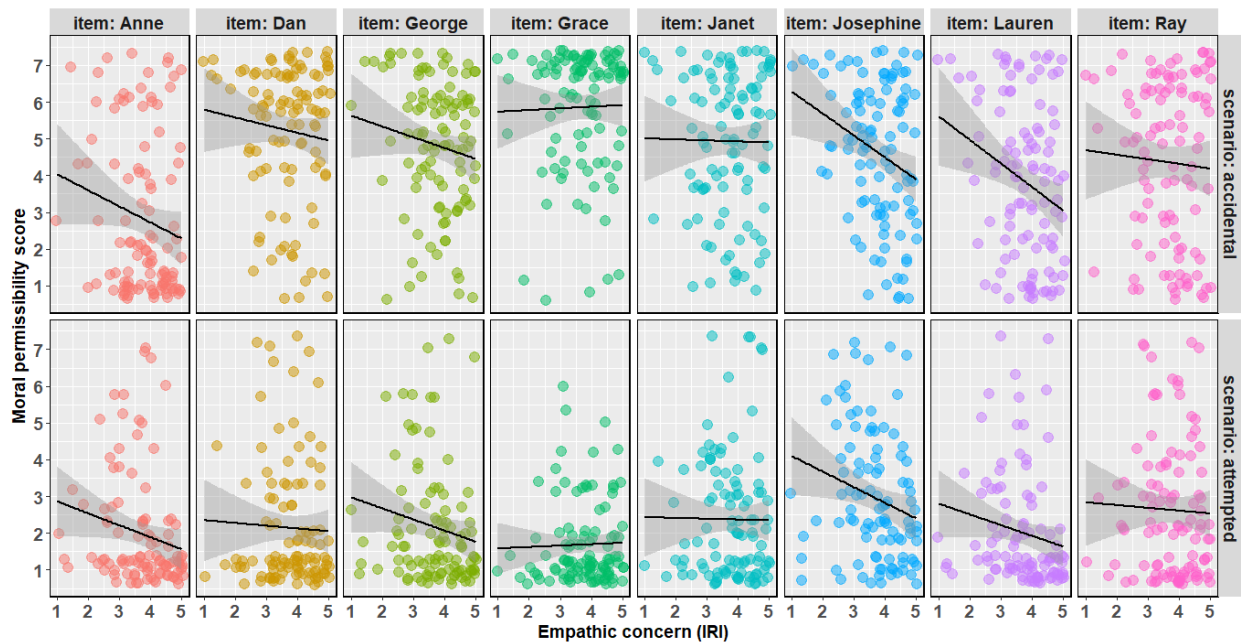 item: Anne item: Dan item: George item: Grace item: Janet item: Josephine item: Lauren item: Ray
Moral permissibility score
7
6
5
4
3
2
1
scenario: accidental
7
6
5
4
3
2
1
scenario: attempted
1 2 3 4 5 1 2 3 4 5 1 2 3 4 5 1 2 3 4 5 1 2 3 4 5 1 2 3 4 5 1 2 3 4 5 1 2 3 4 5
Empathic concern (IRI)